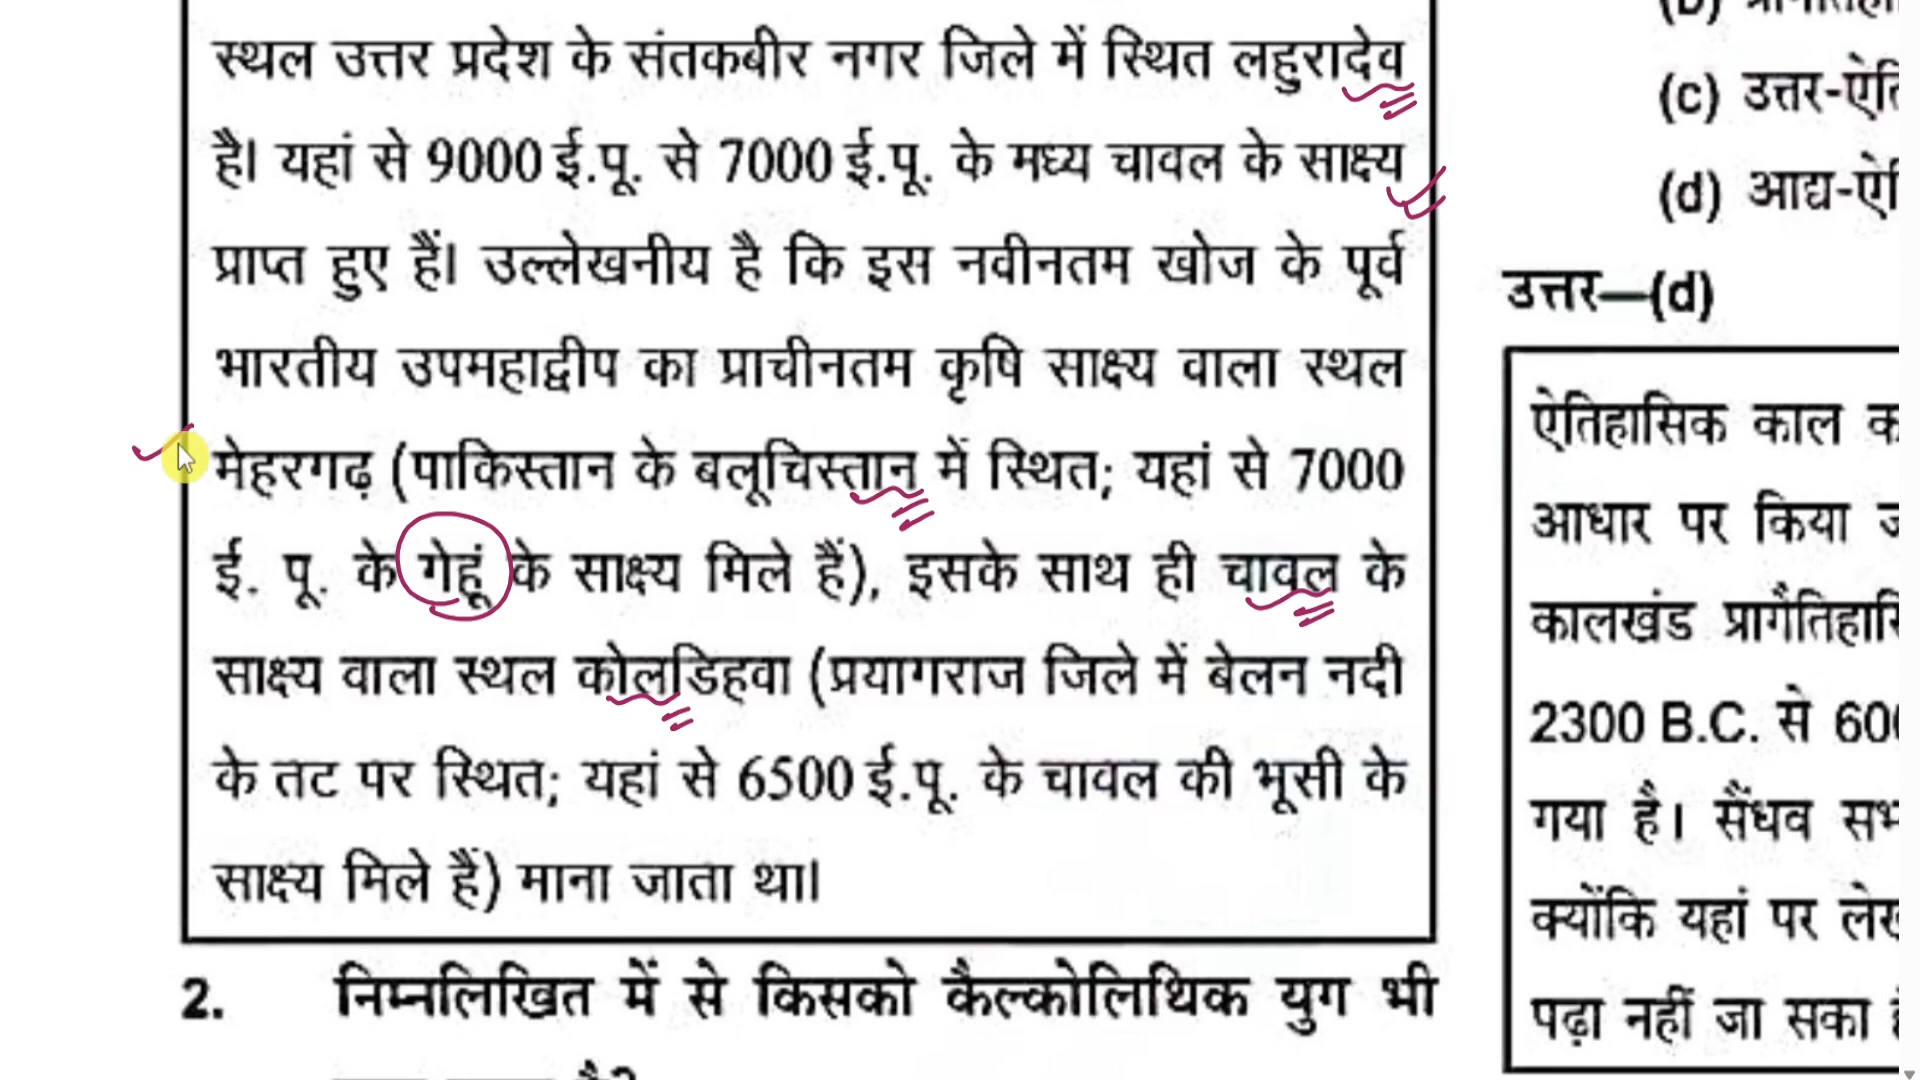 स्थल उत्तर प्रदेश के संतकबीर नगर जिले में स्थित लहुरादेव
है। यहां से 9000 ई.पू. से 7000 ई.पू. के मध्य चावल के साक्ष्य
प्राप्त हुए हैं। उल्लेखनीय है कि इस नवीनतम खोज के पूर्व
भारतीय उपमहाद्वीप का प्राचीनतम कृषि साक्ष्य वाला स्थल
मेहरगढ़ (पाकिस्तान के बलूचिस्तान में स्थित; यहां से 7000
ई. पू. के गेहूं के साक्ष्य मिले हैं), इसके साथ ही चावल के
साक्ष्य वाला स्थल कोलडिहवा (प्रयागराज जिले में बेलन नदी
के तट पर स्थित; यहां से 6500 ई.पू. के चावल की भूसी के
साक्ष्य मिले हैं) माना जाता था।
2. निम्नलिखित में से किसको कैल्कोलिथिक युग भी
(b)
(c) उत्तर-ऐति
(d) आद्य-ऐि
उत्तर—(d)
ऐतिहासिक काल क
आधार पर किया ज
कालखंड प्रागैतिहासि
2300 B.C. से 600
गया है। सैंधव सभ
क्योंकि यहां पर लेख
पढ़ा नहीं जा सका है